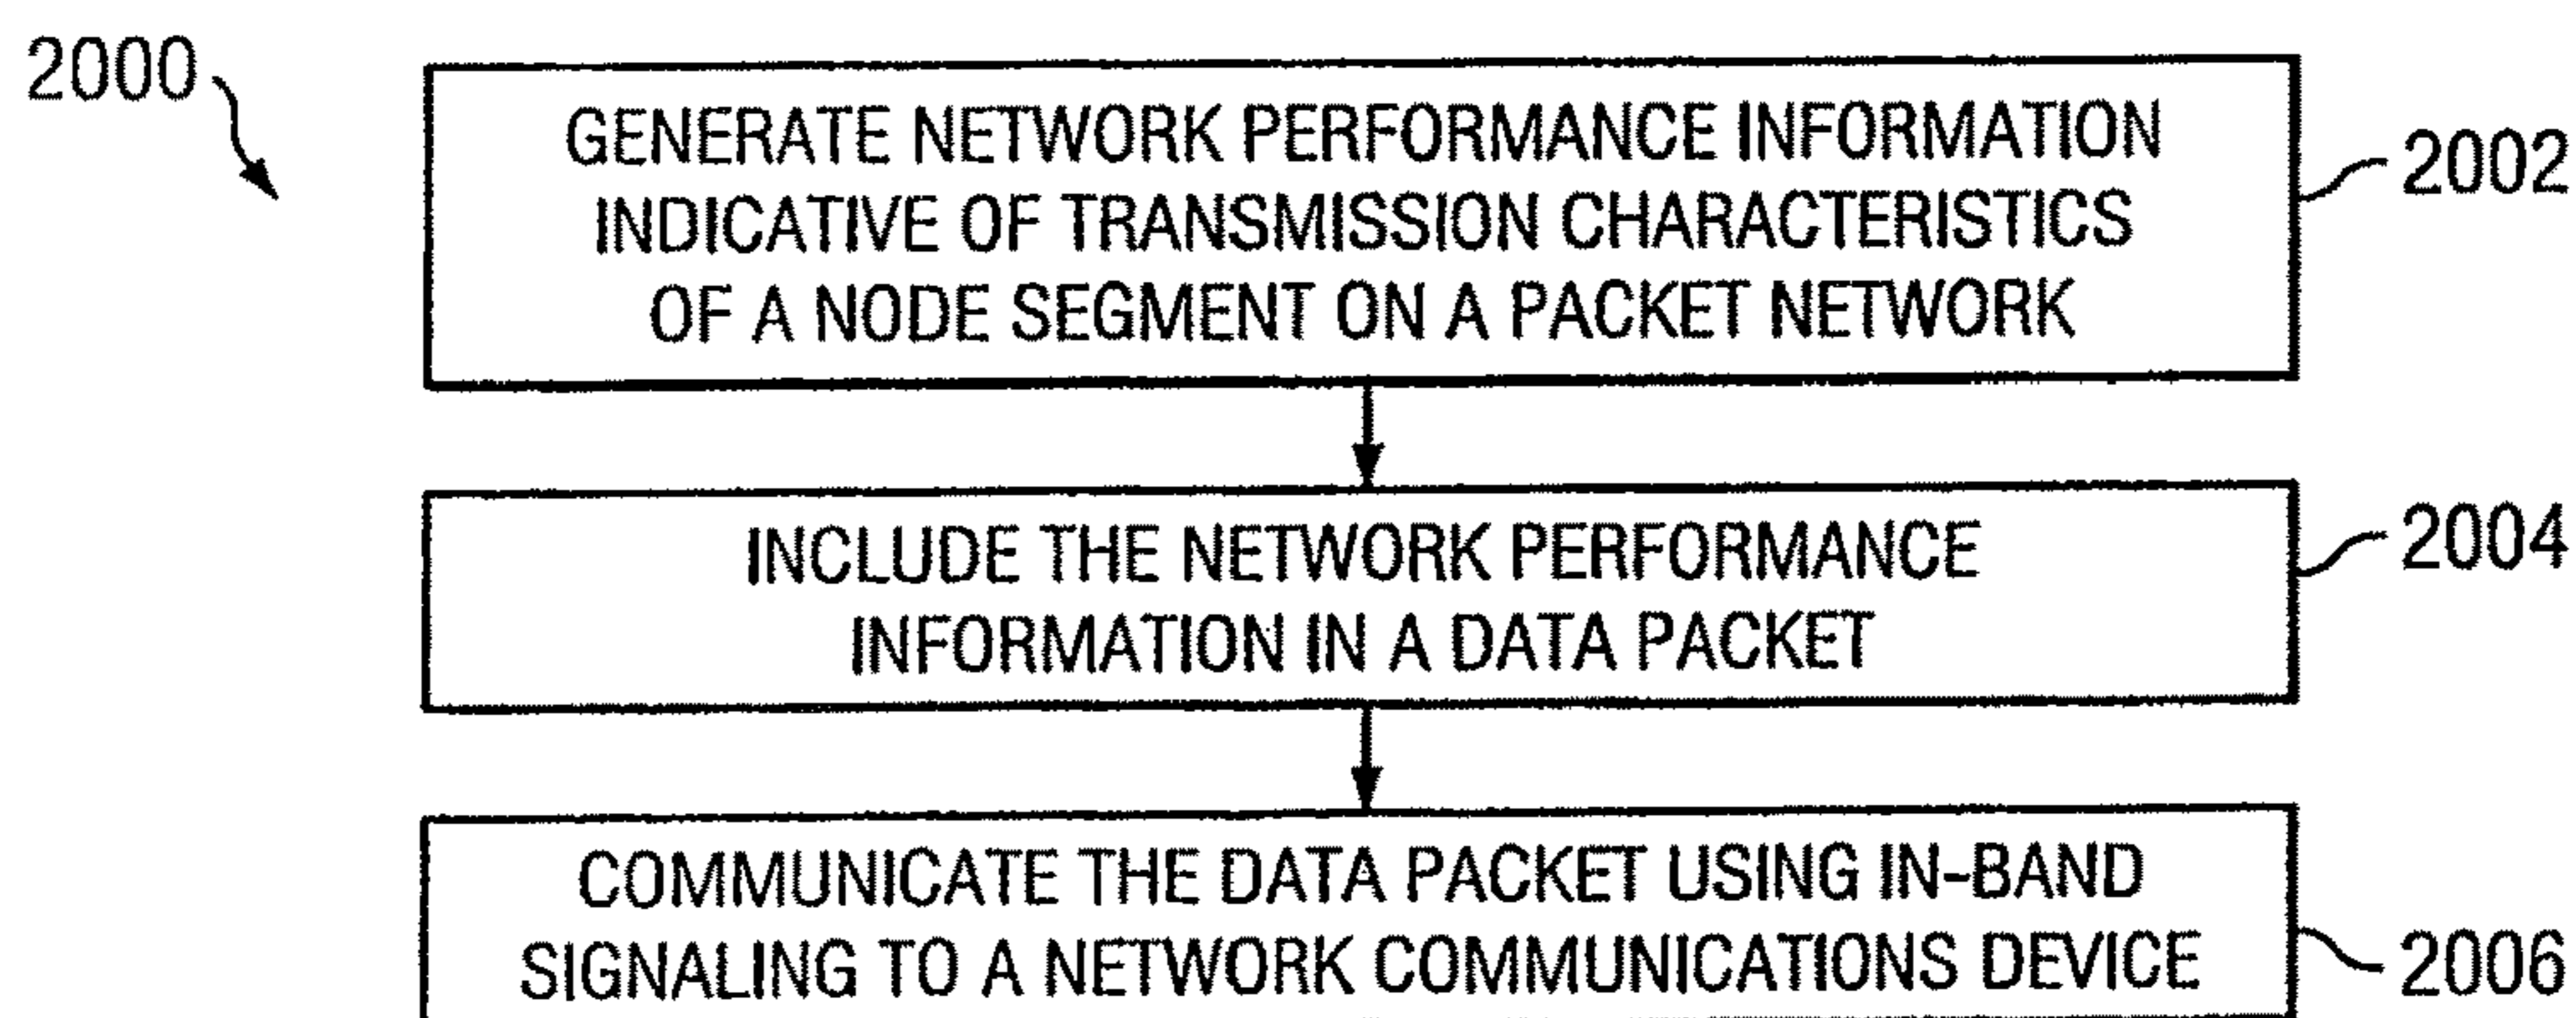 2000
GENERATE NETWORK PERFORMANCE INFORMATION
INDICATIVE OF TRANSMISSION CHARACTERISTICS
OF A NODE SEGMENT ON A PACKET NETWORK
2002
INCLUDE THE NETWORK PERFORMANCE
INFORMATION IN A DATA PACKET
2004
COMMUNICATE THE DATA PACKET USING IN-BAND
SIGNALING TO A NETWORK COMMUNICATIONS DEVICE
2006